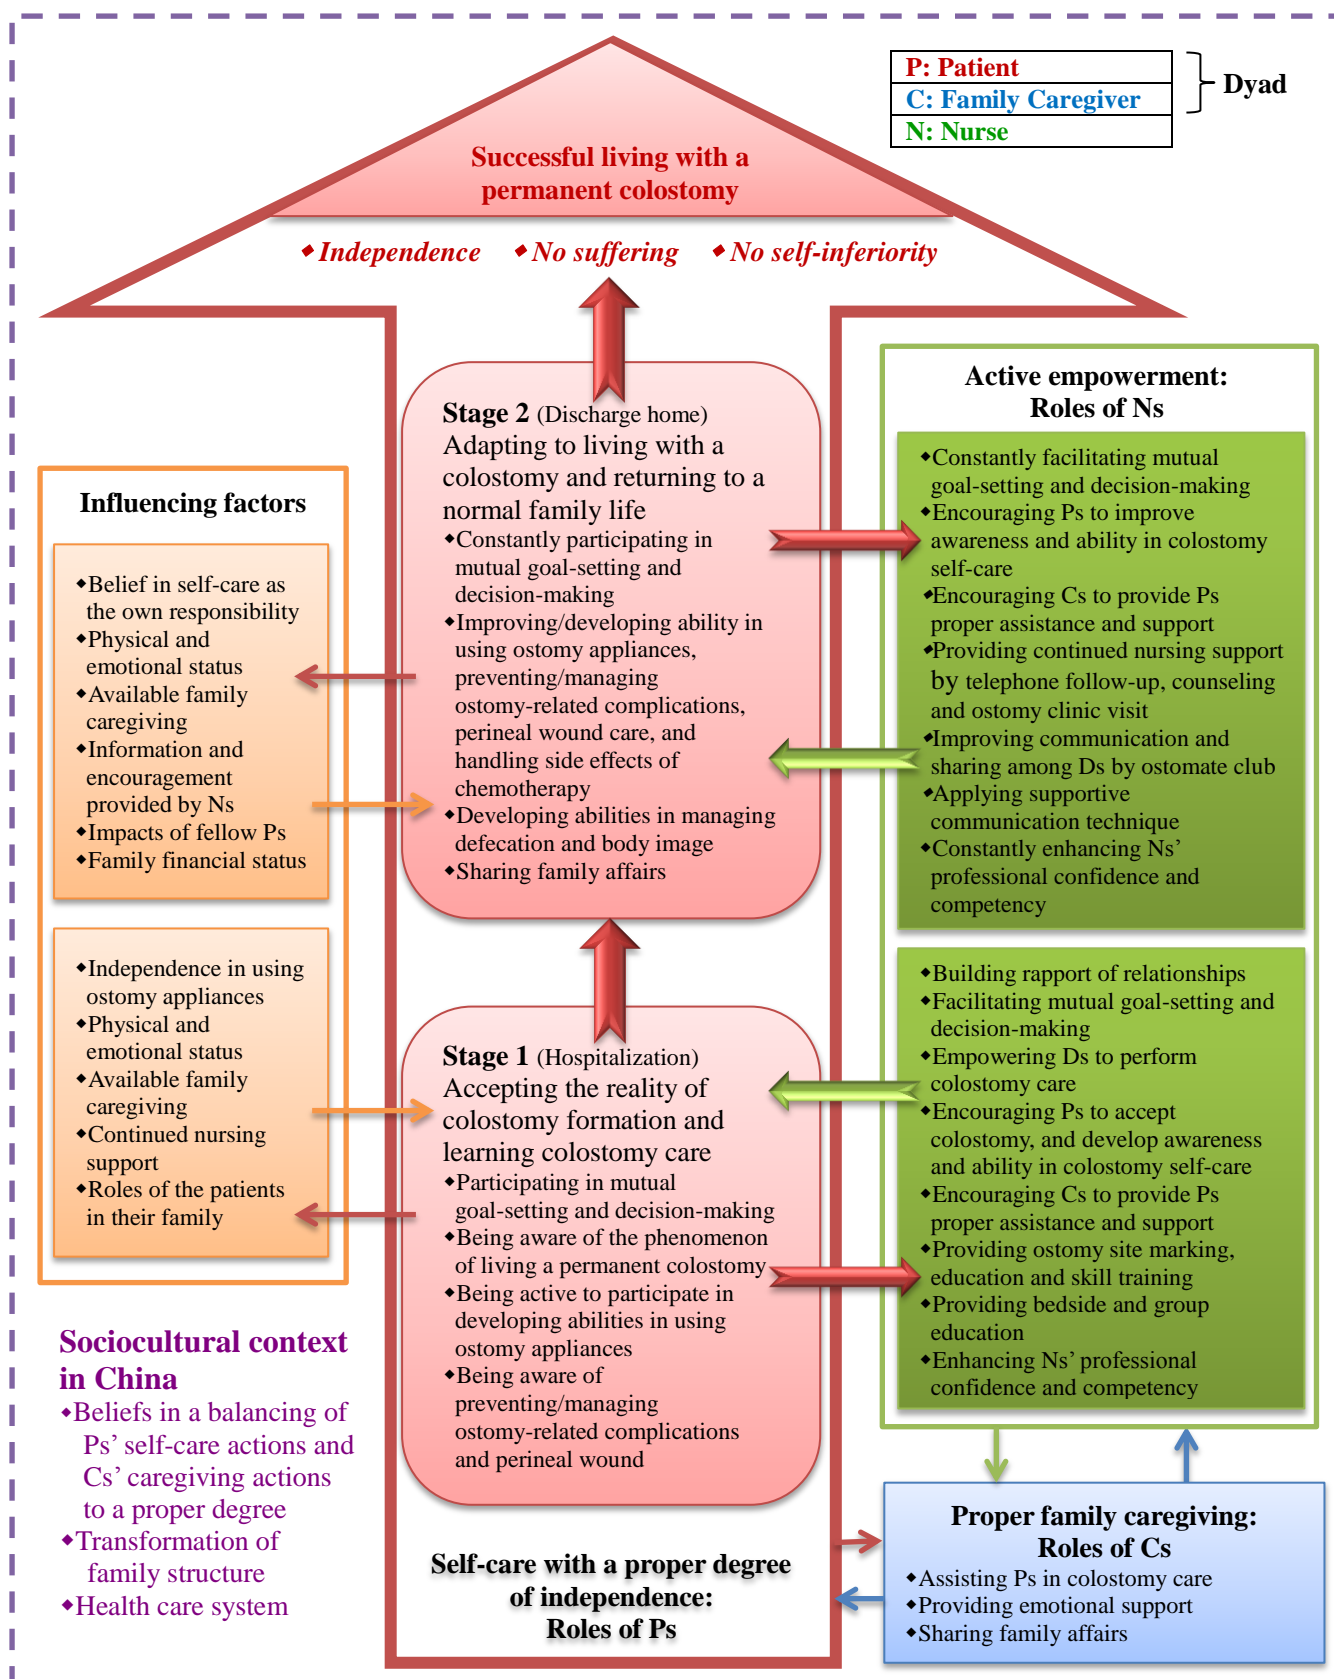 P: Patient
C: Family Caregiver
N: Nurse
Dyad
Successful living with a
permanent colostomy
◆Independence ◆No suffering ◆No self-inferiority
Stage 2 (Discharge home)
Adapting to living with a
colostomy and returning to a
normal family life
◆Constantly participating in
mutual goal-setting and
decision-making
◆Improving/developing ability in
using ostomy appliances,
preventing/managing
ostomy-related complications,
perineal wound care, and
handling side effects of
chemotherapy
◆Developing abilities in managing
defecation and body image
◆Sharing family affairs
Active empowerment:
Roles of Ns
◆Constantly facilitating mutual
goal-setting and decision-making
◆Encouraging Ps to improve
awareness and ability in colostomy
self-care
◆Encouraging Cs to provide Ps
proper assistance and support
◆Providing continued nursing support
by telephone follow-up, counseling
and ostomy clinic visit
◆Improving communication and
sharing among Ds by ostomate club
◆Applying supportive
communication technique
◆Constantly enhancing Ns’
professional confidence and
competency
Influencing factors
◆Belief in self-care as
the own responsibility
◆Physical and
emotional status
◆Available family
caregiving
◆Information and
encouragement
provided by Ns
◆Impacts of fellow Ps
◆Family financial status
◆Independence in using
ostomy appliances
◆Physical and
emotional status
◆Available family
caregiving
◆Continued nursing
support
◆Roles of the patients
in their family
Stage 1 (Hospitalization)
Accepting the reality of
colostomy formation and
learning colostomy care
◆Participating in mutual
goal-setting and decision-making
◆Being aware of the phenomenon
of living a permanent colostomy
◆Being active to participate in
developing abilities in using
ostomy appliances
◆Being aware of
preventing/managing
ostomy-related complications
and perineal wound
◆Building rapport of relationships
◆Facilitating mutual goal-setting and
decision-making
◆Empowering Ds to perform
colostomy care
◆Encouraging Ps to accept
colostomy, and develop awareness
and ability in colostomy self-care
◆Encouraging Cs to provide Ps
proper assistance and support
◆Providing ostomy site marking,
education and skill training
◆Providing bedside and group
education
◆Enhancing Ns’ professional
confidence and competency
Sociocultural context
in China
◆Beliefs in a balancing of
Ps’ self-care actions and
Cs’ caregiving actions
to a proper degree
◆Transformation of
family structure
◆Health care system
Self-care with a proper degree
of independence:
Roles of Ps
Proper family caregiving:
Roles of Cs
◆Assisting Ps in colostomy care
◆Providing emotional support
◆Sharing family affairs